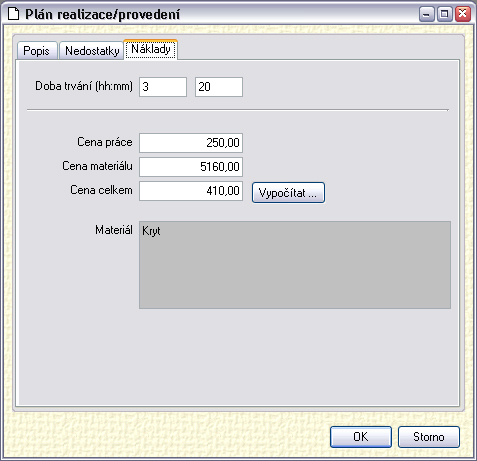 Plán realizace/provedení
Popis Nedostatky Náklady
Doba trvání (hh:mm) 3 20
Cena práce 250,00
Cena materiálu 5160,00
Cena celkem 410,00 Vypočítat ...
Materiál Kryt
OK Storno